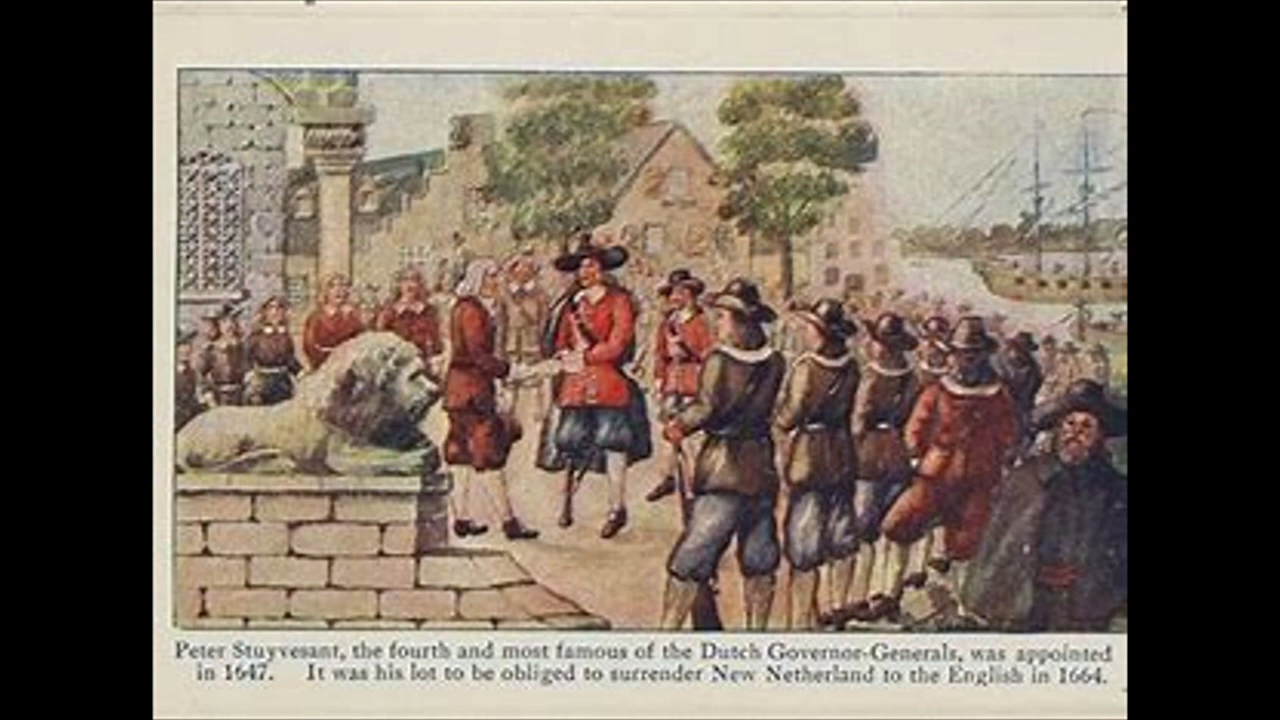 Peter Stuyvesant, the fourth and most famous of the Dutch Governor-Generals, was appointed
in 1647. It was his lot to be obliged to surrender New Netherland to the English in 1664.